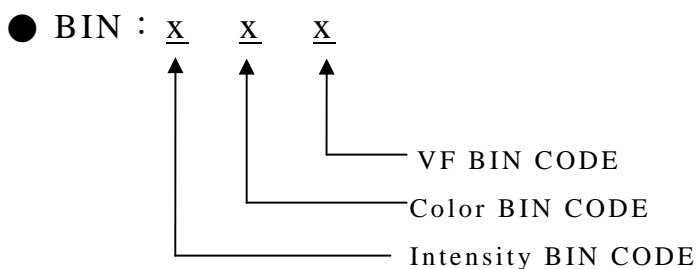 ● BIN：x x x
VF BIN CODE
Color BIN CODE
Intensity BIN CODE